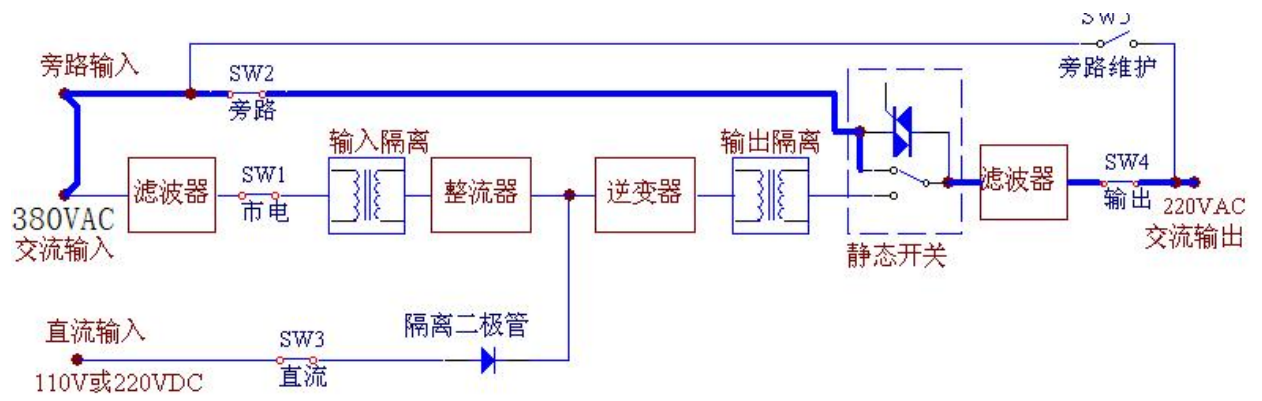 SW5
旁路输入
SW2
旁路
旁路维护
输入隔离
输出隔离
滤波器
SW1
市电
整流器
逆变器
滤波器
SW4
输出
380VAC
交流输入
静态开关
220VAC
交流输出
直流输入
SW3
直流
隔离二极管
110V或220VDC